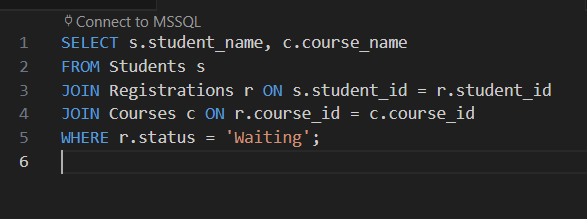 Connect to MSSQL
1 SELECT s.student_name, c.course_name
2 FROM Students s
3 JOIN Registrations r ON s.student_id = r.student_id
4 JOIN Courses c ON r.course_id = c.course_id
5 WHERE r.status = 'Waiting';
6